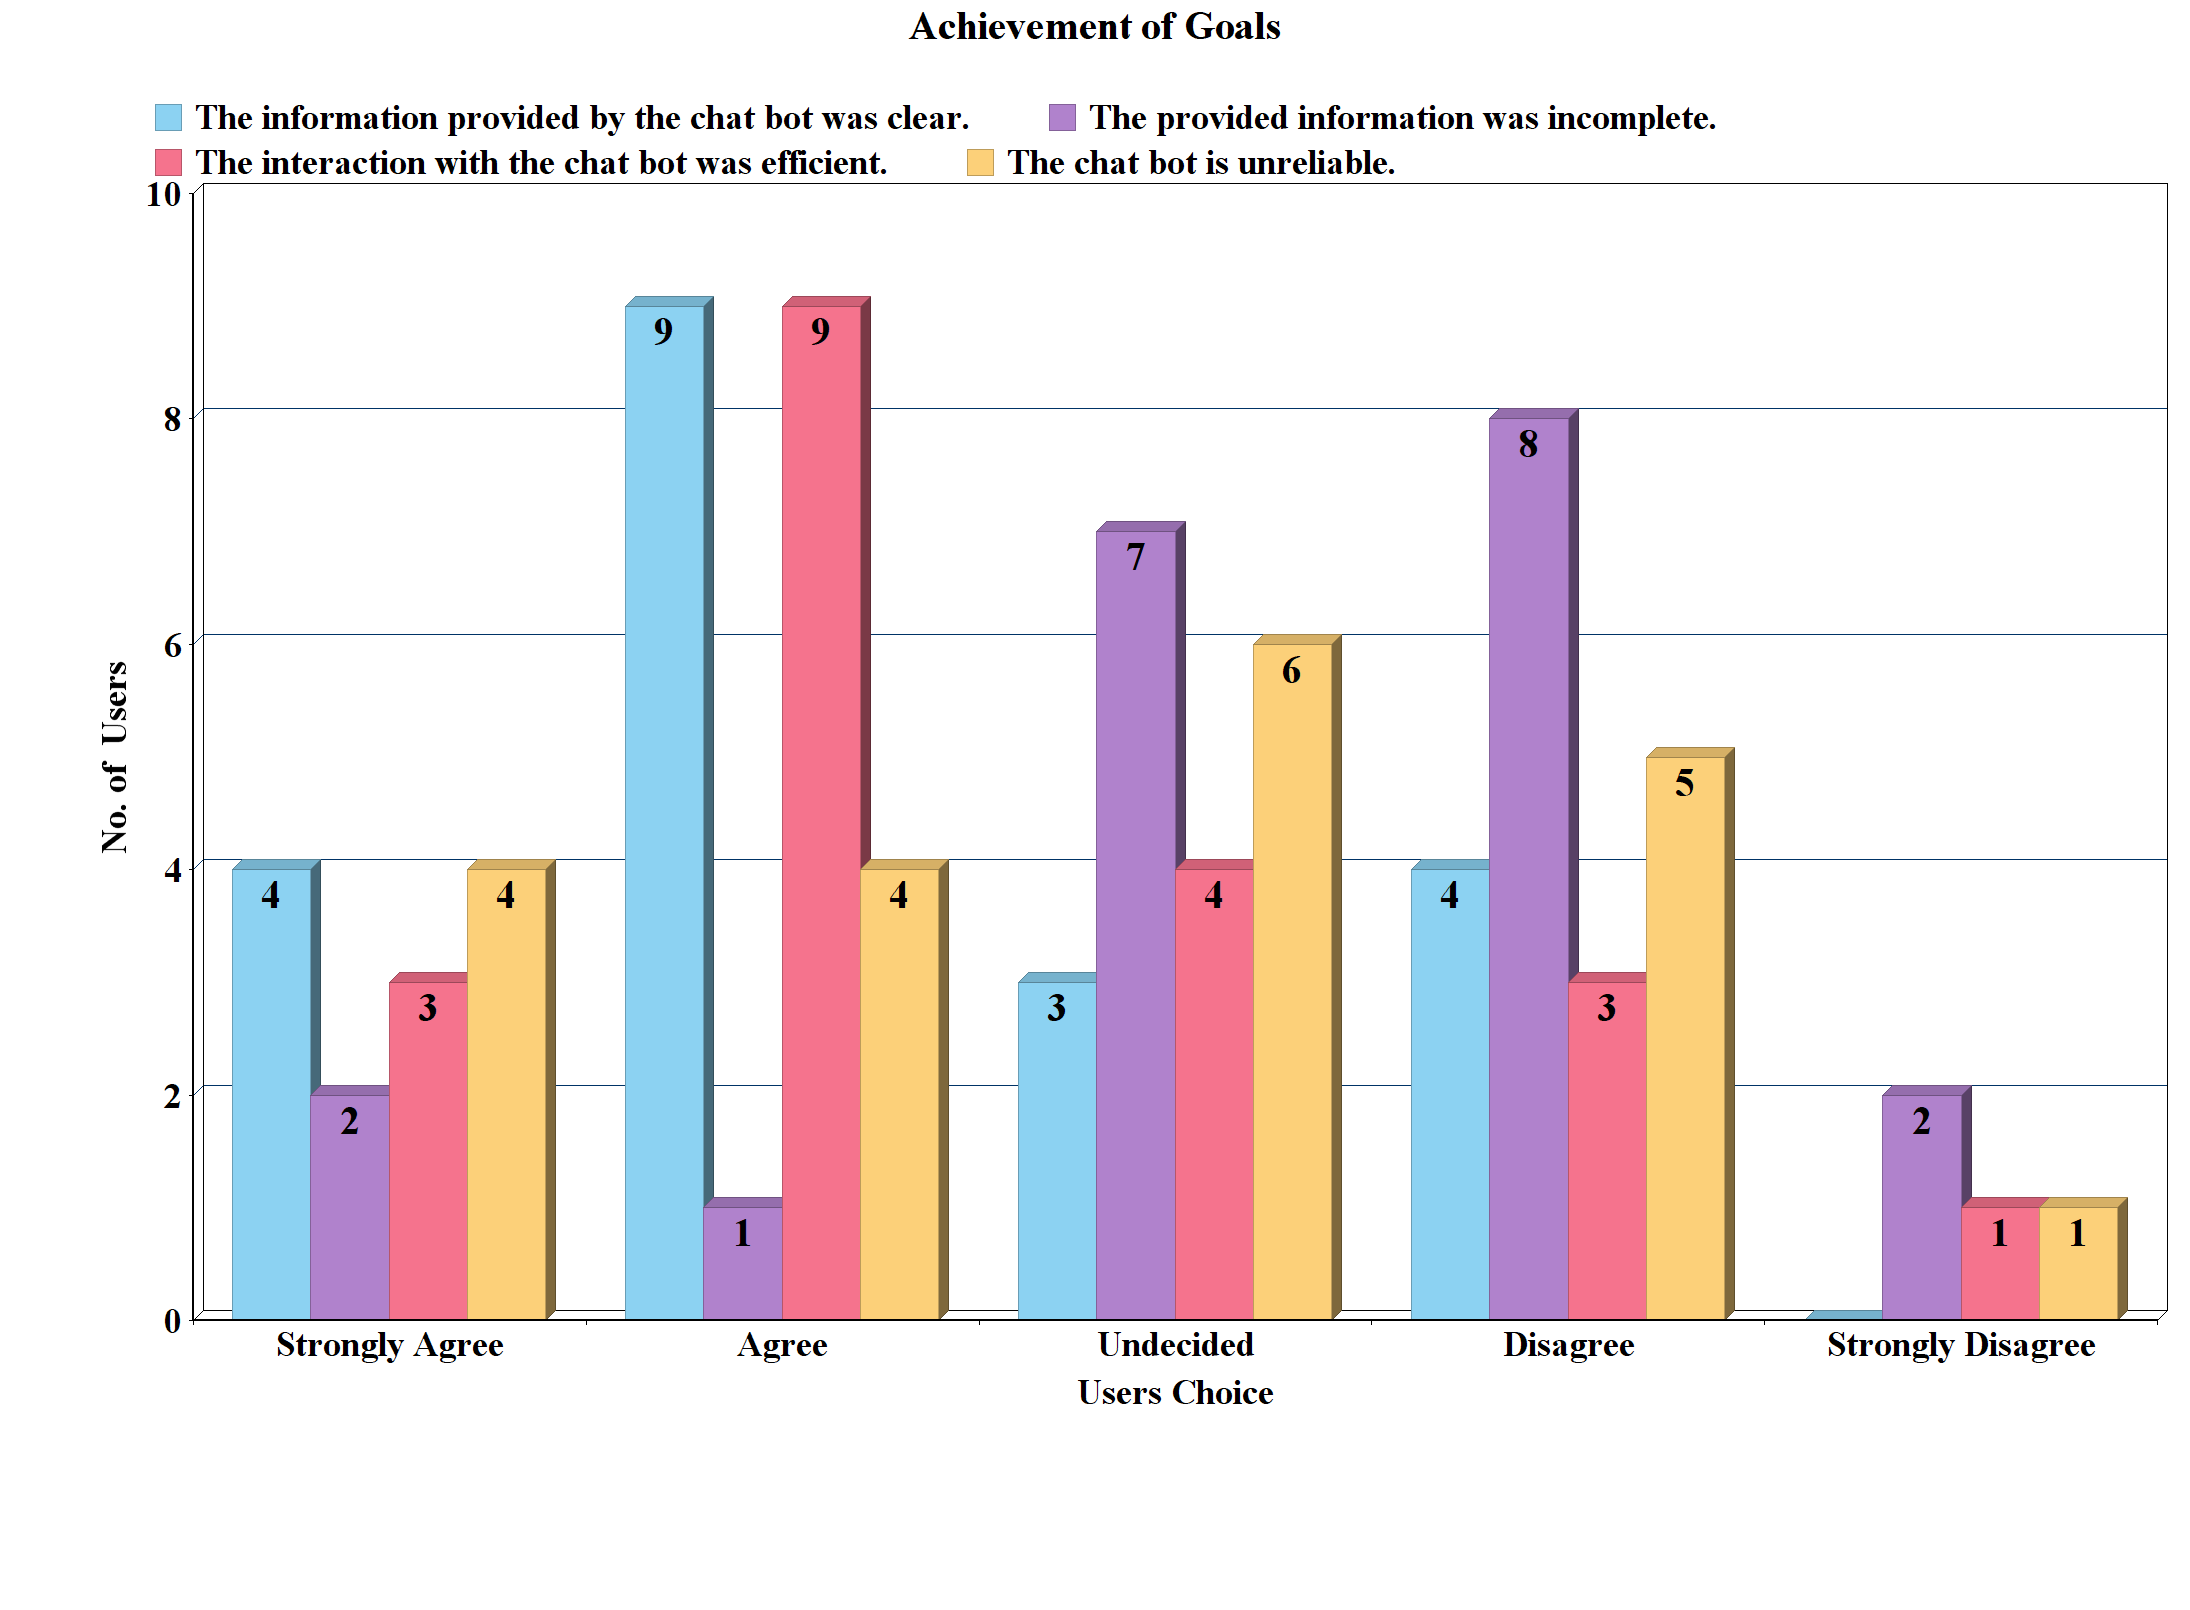 Achievement of Goals
The information provided by the chat bot was clear.
The provided information was incomplete.
The interaction with the chat bot was efficient.
The chat bot is unreliable.
10
8
6
4
2
0
No. of Users
4
2
3
4
9
1
9
4
3
7
4
6
4
8
3
5
2
1
1
Strongly Agree
Agree
Undecided
Disagree
Strongly Disagree
Users Choice